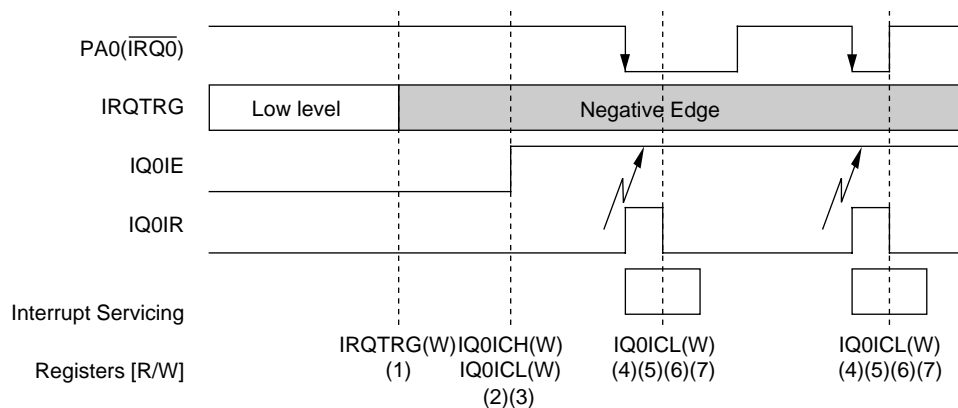 PA0(IRQ0)
IRQTRG Low level Negative Edge
IQ0IE
IQ0IR
Interrupt Servicing
IRQTRG(W) IQ0ICH(W) IQ0ICL(W) IQ0ICL(W)
Registers [R/W] (1) IQ0ICL(W) (4)(5)(6)(7) (4)(5)(6)(7)
(2)(3)